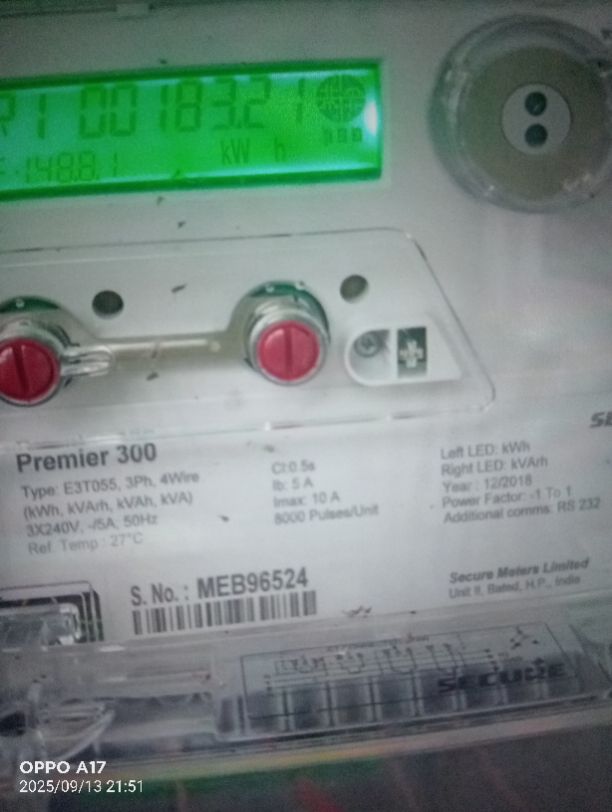 R1 00183.21
kW h
148.8.1
Premier 300
Type: E3T055, 3Ph, 4Wire
(kWh, kVArh, kVAh, kVA)
3X240V, -/5A, 50Hz
Ref. Temp : 27°C
Cl:0.5s
Ib: 5 A
Imax: 10 A
8000 Pulses/Unit
Left LED: kWh
Right LED: kVArh
Year : 12/2018
Power Factor: -1 To 1
Additional comms: RS 232
S. No. : MEB96524
Secure Meters Limited
Unit II, Bated, H.P., India
SECURE
OPPO A17
2025/09/13 21:51